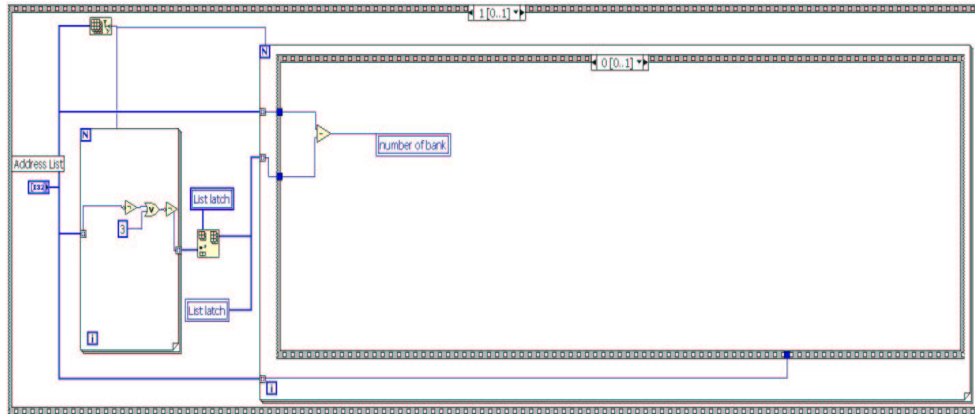 1 [0..1]
N
0 [0..1]
N
number of bank
Address List
[I32]
List latch
3
V
List latch
i
i